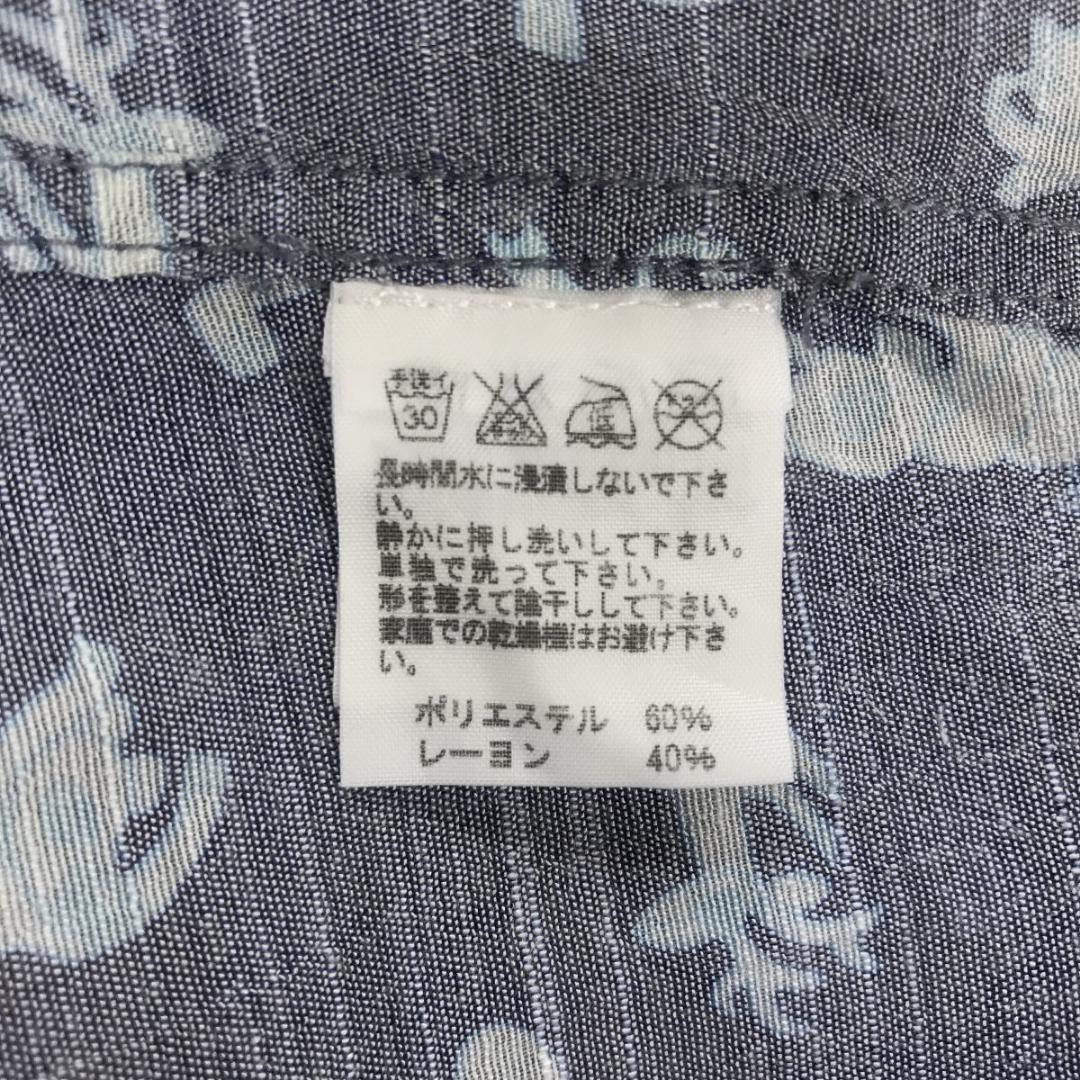 手洗イ
30
長時間水に浸漬しないで下さ
い。
静かに押し洗いして下さい。
単独で洗って下さい。
形を整えて陰干しして下さい。
家庭での乾燥機はお避け下さ
い。
ポリエステル 60%
レーヨン 40%